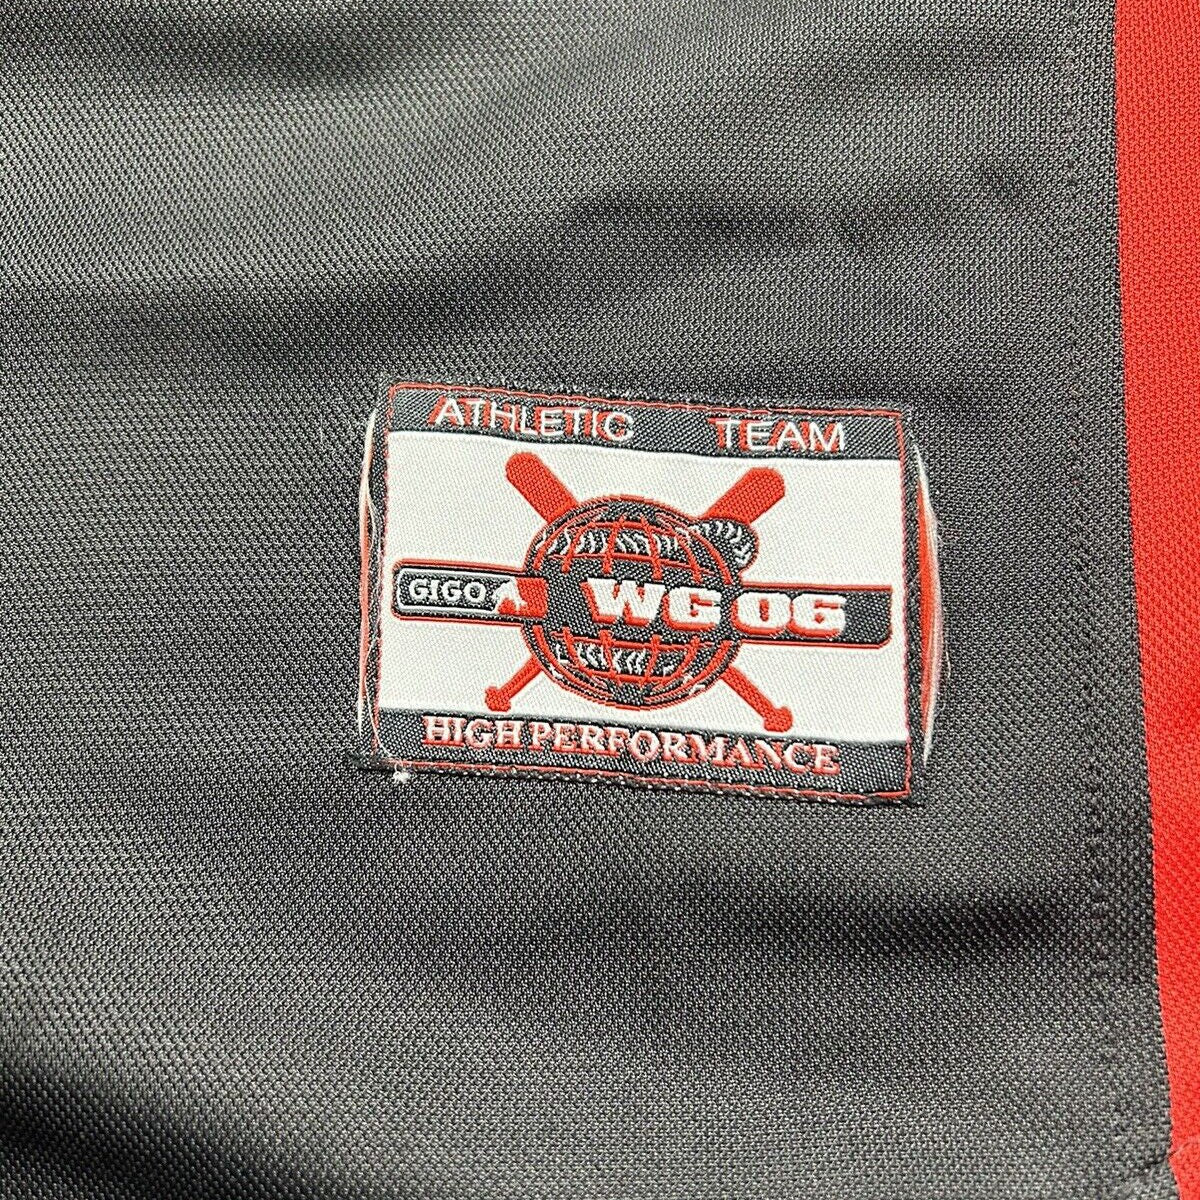 ATHLETIC TEAM
GIGO WG 06
HIGH PERFORMANCE